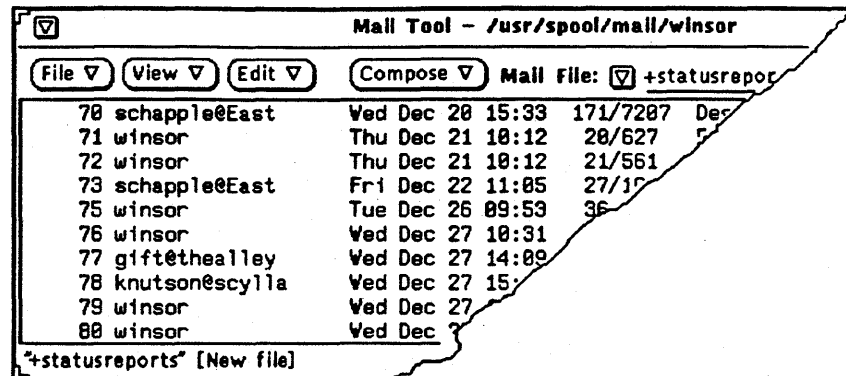 Mail Tool – /usr/spool/mail/winsor
File View Edit Compose Mail File: +statusrepor
70 schapple@East Wed Dec 20 15:33 171/7207
71 winsor Thu Dec 21 10:12 20/627
72 winsor Thu Dec 21 10:12 21/561
73 schapple@East Fri Dec 22 11:05
75 winsor Tue Dec 26 09:53 36
76 winsor Wed Dec 27 10:31
77 gift@thealley Wed Dec 27 14:09
78 knutson@scylla Wed Dec 27 15:
79 winsor Wed Dec 27
80 winsor Wed Dec
"+statusreports" [New file]